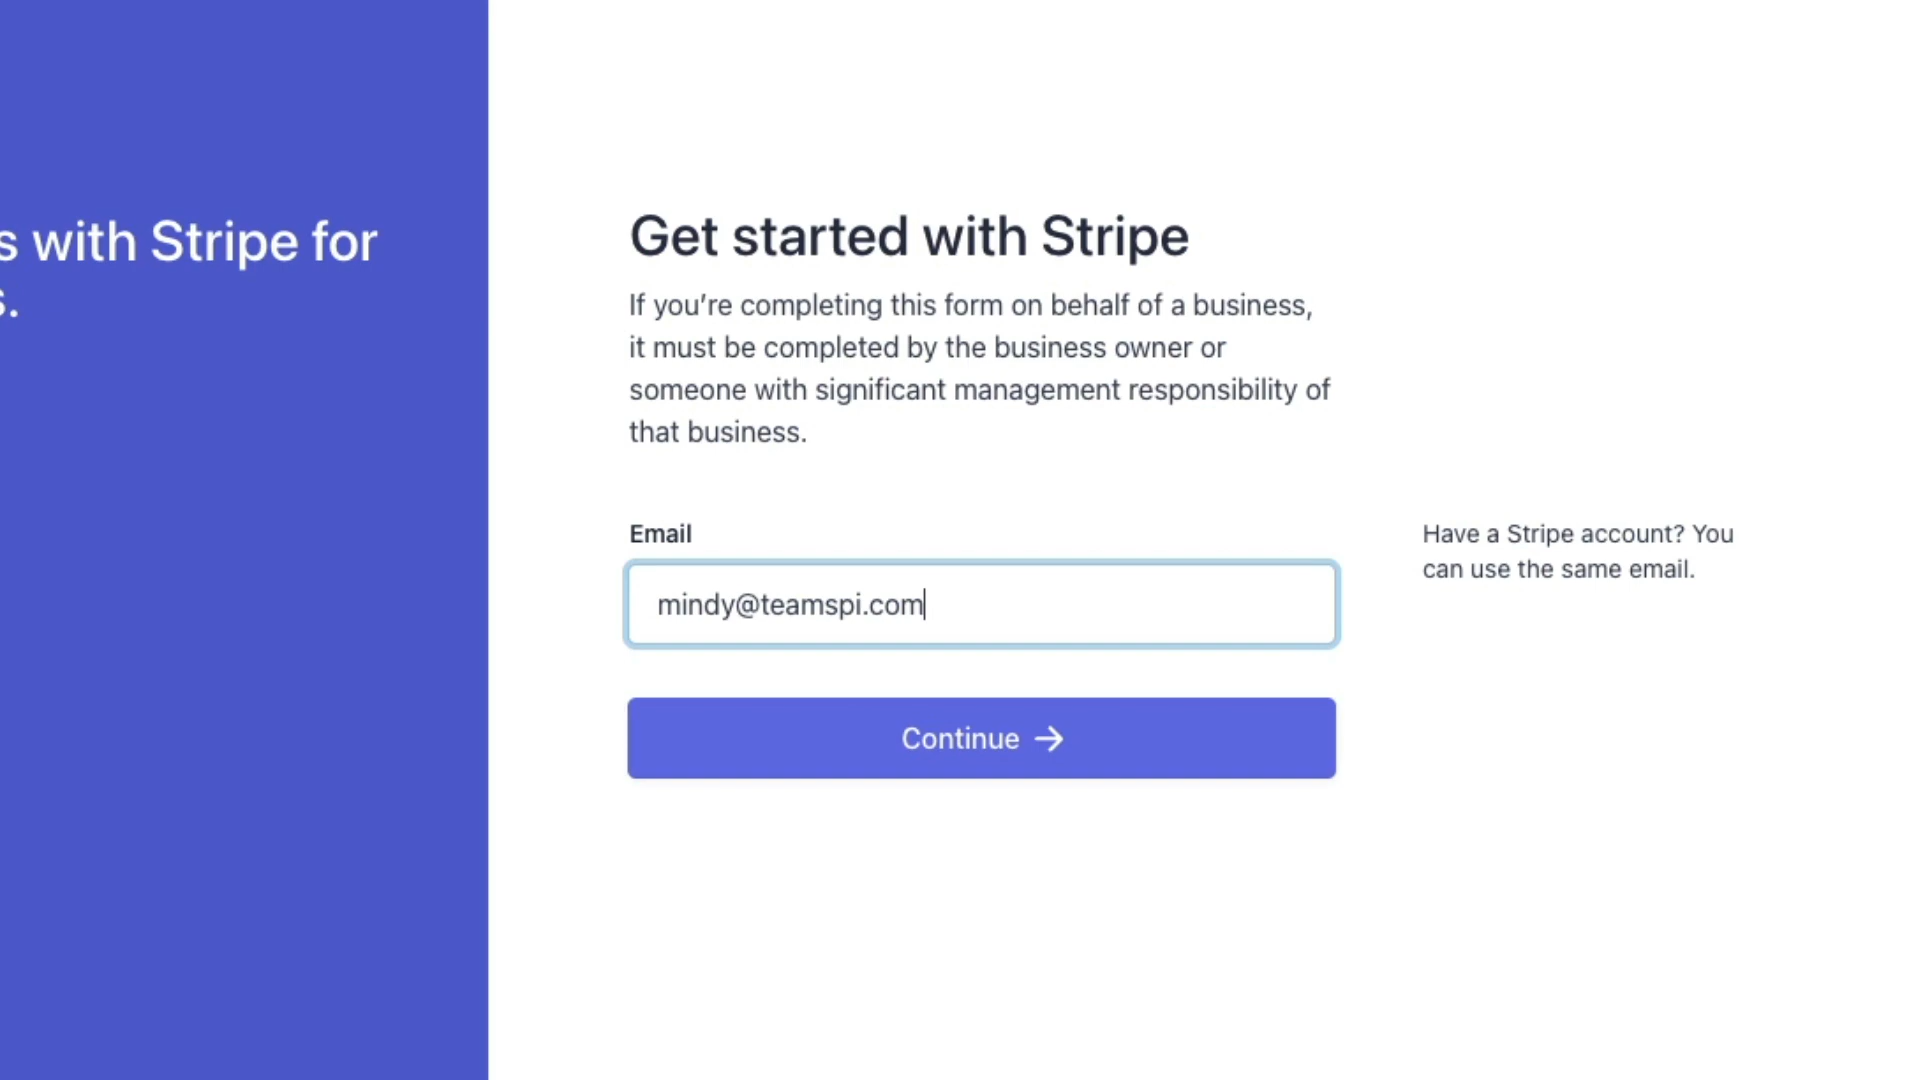 s with Stripe for
s.
Get started with Stripe
If you’re completing this form on behalf of a business,
it must be completed by the business owner or
someone with significant management responsibility of
that business.
Email
Have a Stripe account? You
can use the same email.
mindy@teamspi.com
Continue →